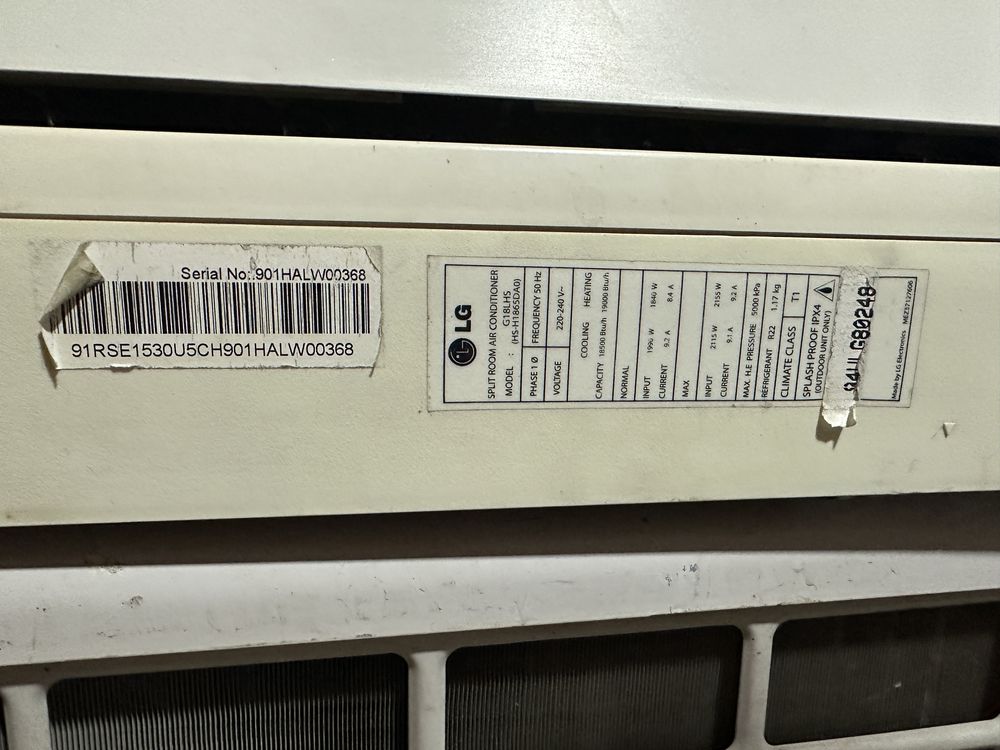 Serial No:.901HALW00368
91RSE1530U5CH901HALW00368
LG
SPLIT ROOM AIR CONDITIONER
MODEL : G18LHS
(HS-H1865DA0)
PHASE 1 Ø FREQUENCY 50 Hz
VOLTAGE 220-240 V~
COOLING HEATING
CAPACITY 18500 Btu/h 19000 Btu/h
NORMAL
INPUT 1996 W 1840 W
CURRENT 9.2 A 8.4 A
MAX
INPUT 2115 W 2155 W
CURRENT 9.1 A 9.2 A
MAX. H.E PRESSURE 5000 kPa
REFRIGERANT R22 1.17 kg
CLIMATE CLASS T1
SPLASH PROOF IPX4
(OUTDOOR UNIT ONLY)
G80248
Made by LG Electronics MEZ37127606